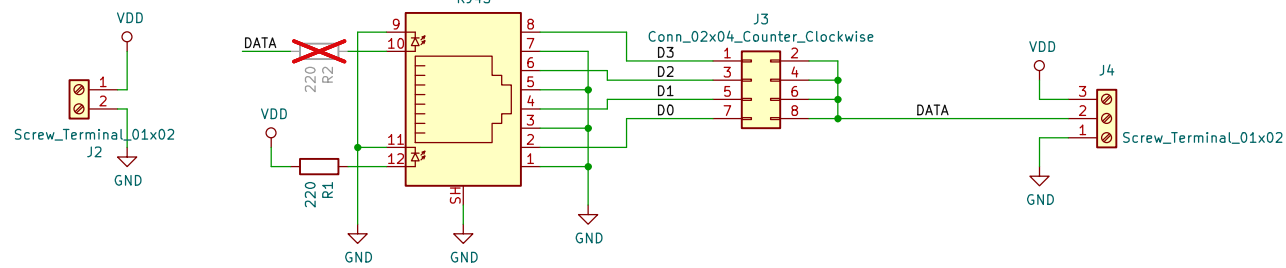 VDD
1
2
Screw_Terminal_01x02
J2
GND
DATA
220
R2
VDD
220
R1
RJ45
9
10
11
12
8
7
6
5
4
3
2
1
SH
GND
GND
GND
D3
D2
D1
D0
J3
Conn_02x04_Counter_Clockwise
1
3
5
7
2
4
6
8
DATA
VDD
J4
3
2
1
Screw_Terminal_01x02
GND